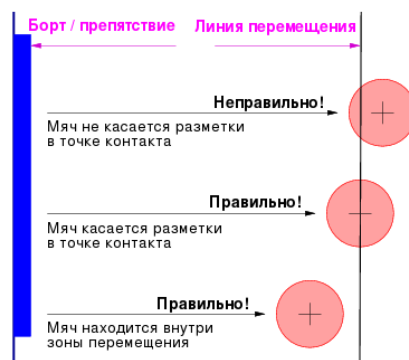 Борт / препятствие
Линия перемещения
Неправильно!
Мяч не касается разметки
в точке контакта
Правильно!
Мяч касается разметки
в точке контакта
Правильно!
Мяч находится внутри
зоны перемещения